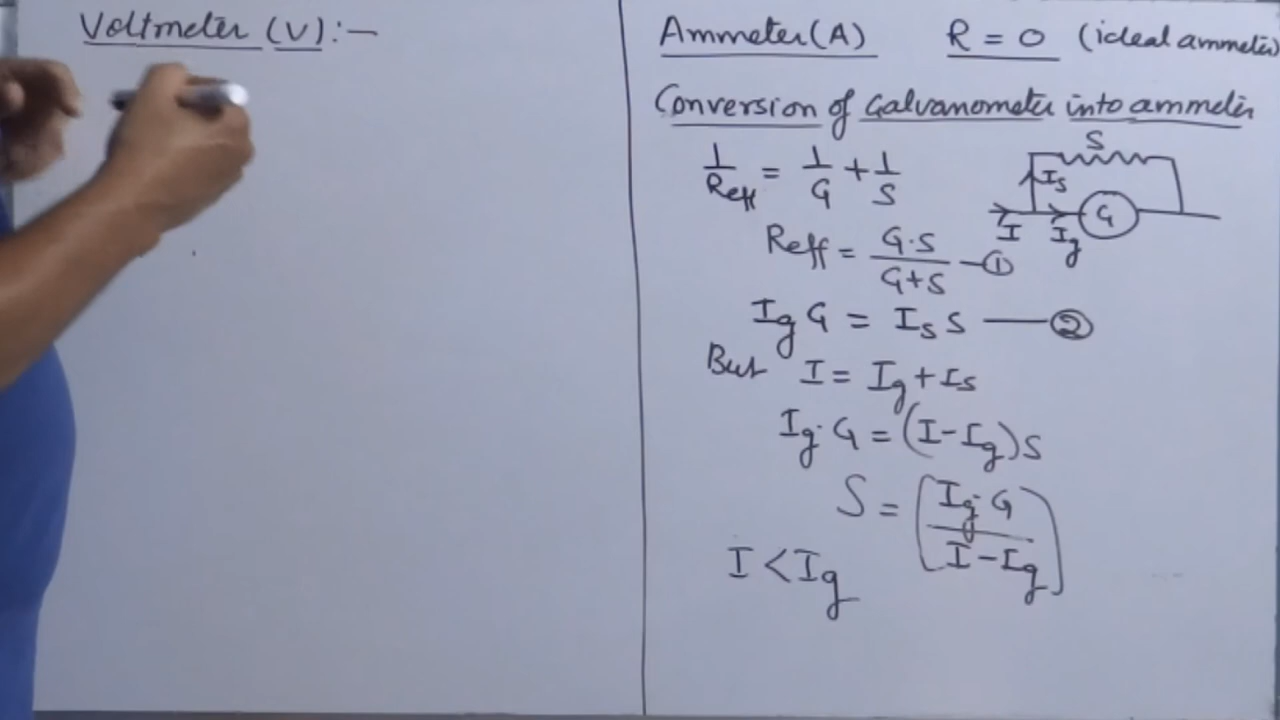 Voltmeter (V):-
Ammeter(A) R = 0 (ideal ammeter)
Conversion of Galvanometer into ammeter
1/Reff = 1/G + 1/S
S
Is
G
I Ig
Reff = G·S/G+S —①
Ig G = Is S —②
But I = Ig + Is
Ig·G = (I-Ig)S
S = (Ig·G/I-Ig)
I < Ig